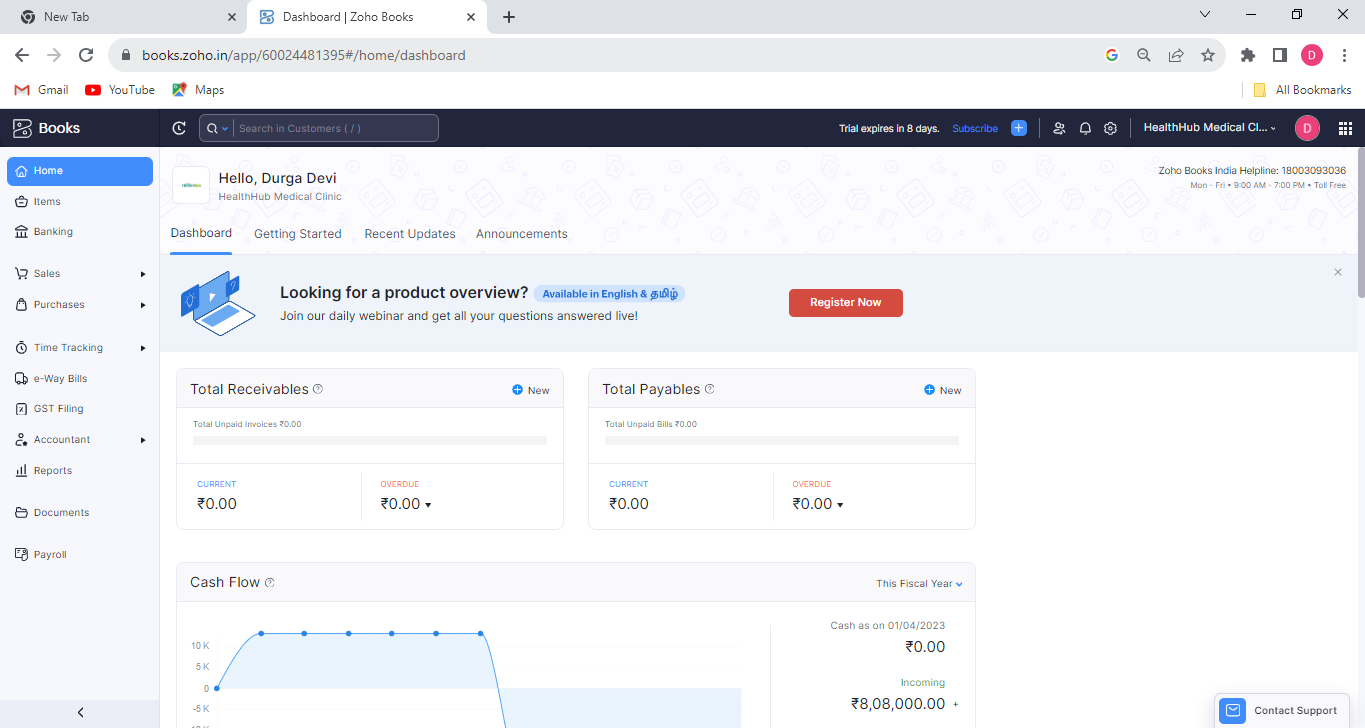 New Tab
Dashboard | Zoho Books
books.zoho.in/app/60024481395#/home/dashboard
D
Gmail
YouTube
Maps
All Bookmarks
Books
Search in Customers ( / )
Trial expires in 8 days.
Subscribe
HealthHub Medical Cl...
D
Home
Items
Banking
Sales
Purchases
Time Tracking
e-Way Bills
GST Filing
Accountant
Reports
Documents
Payroll
Hello, Durga Devi
HealthHub Medical Clinic
Zoho Books India Helpline: 18003093036
Mon - Fri • 9:00 AM - 7:00 PM • Toll Free
Dashboard
Getting Started
Recent Updates
Announcements
Looking for a product overview?
Available in English & தமிழ்
Join our daily webinar and get all your questions answered live!
Register Now
Total Receivables
New
Total Unpaid Invoices ₹0.00
CURRENT
₹0.00
OVERDUE
₹0.00
Total Payables
New
Total Unpaid Bills ₹0.00
CURRENT
₹0.00
OVERDUE
₹0.00
Cash Flow
This Fiscal Year
10 K
5 K
0
-5 K
Cash as on 01/04/2023
₹0.00
Incoming
₹8,08,000.00 +
Contact Support